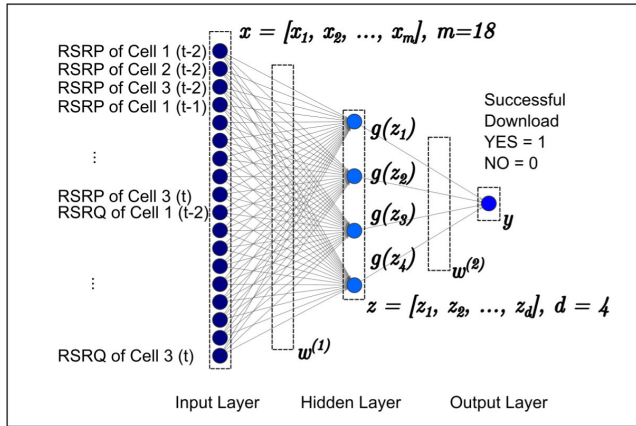 x = [x₁, x₂, ..., xₘ], m=18
RSRP of Cell 1 (t-2)
RSRP of Cell 2 (t-2)
RSRP of Cell 3 (t-2)
RSRP of Cell 1 (t-1)
...
RSRP of Cell 3 (t)
RSRQ of Cell 1 (t-2)
...
RSRQ of Cell 3 (t)
w⁽¹⁾
g(z₁)
g(z₂)
g(z₃)
g(z₄)
z = [z₁, z₂, ..., z_d], d = 4
w⁽²⁾
Successful
Download
YES = 1
NO = 0
y
Input Layer
Hidden Layer
Output Layer